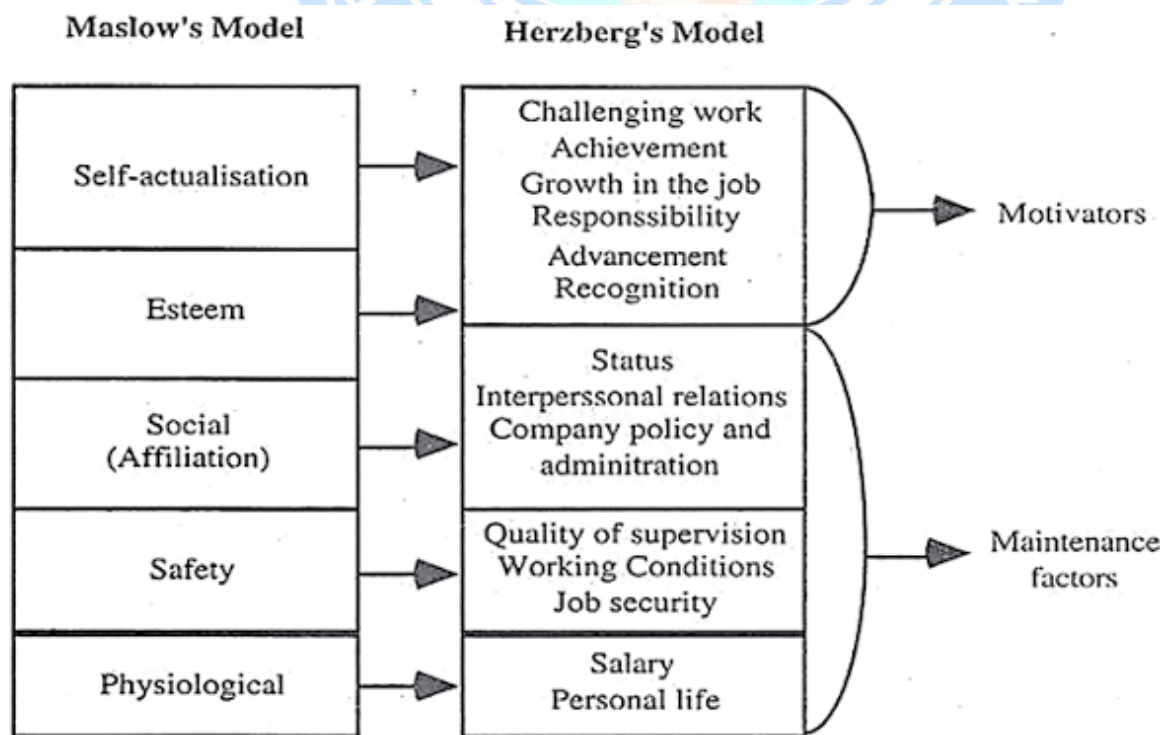 Maslow's Model
Herzberg's Model
Self-actualisation
Esteem
Social
(Affiliation)
Safety
Physiological
Challenging work
Achievement
Growth in the job
Responssibility
Advancement
Recognition
Status
Interperssonal relations
Company policy and
adminitration
Quality of supervision
Working Conditions
Job security
Salary
Personal life
Motivators
Maintenance
factors